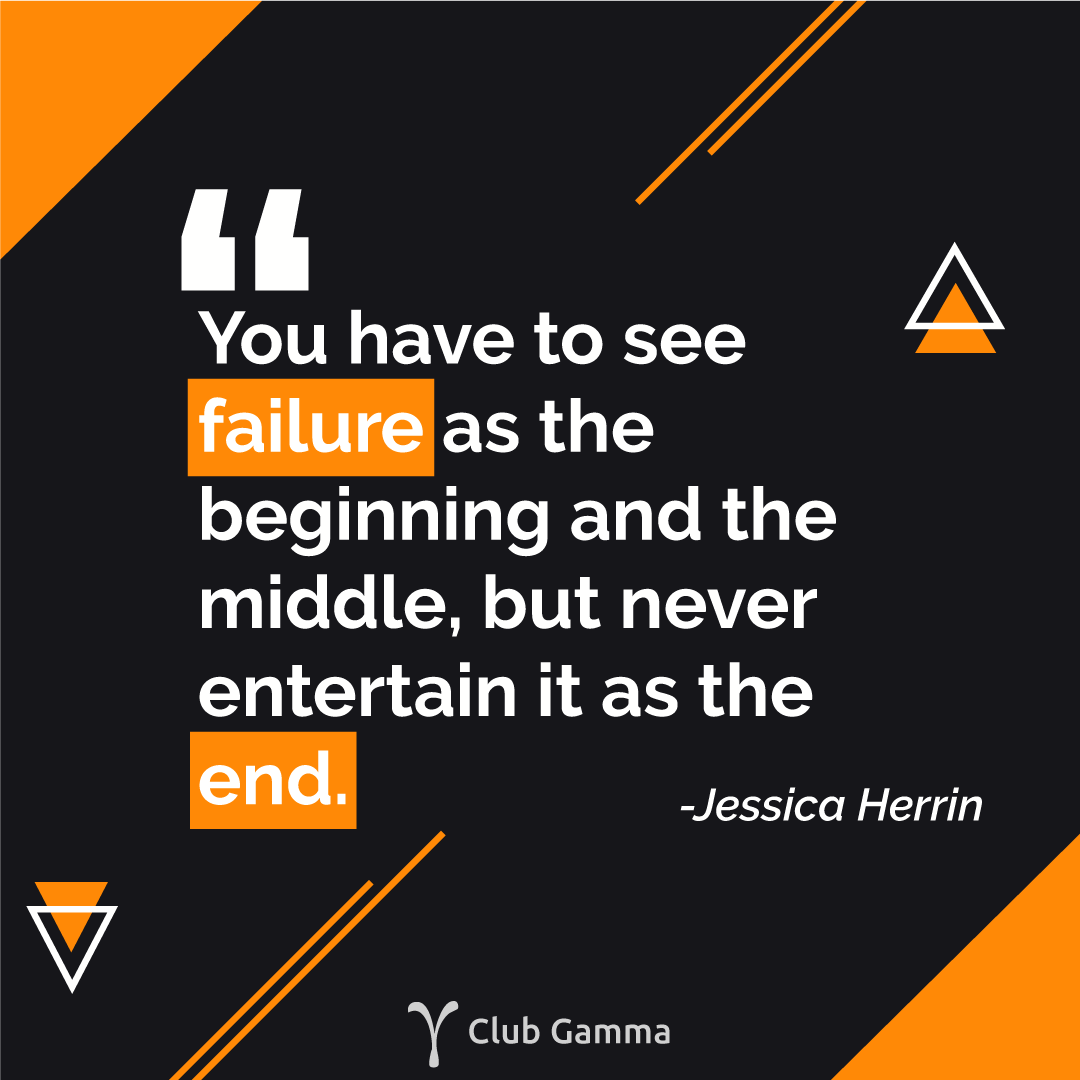 “
You have to see
failure as the
beginning and the
middle, but never
entertain it as the
end.
-Jessica Herrin
γ Club Gamma